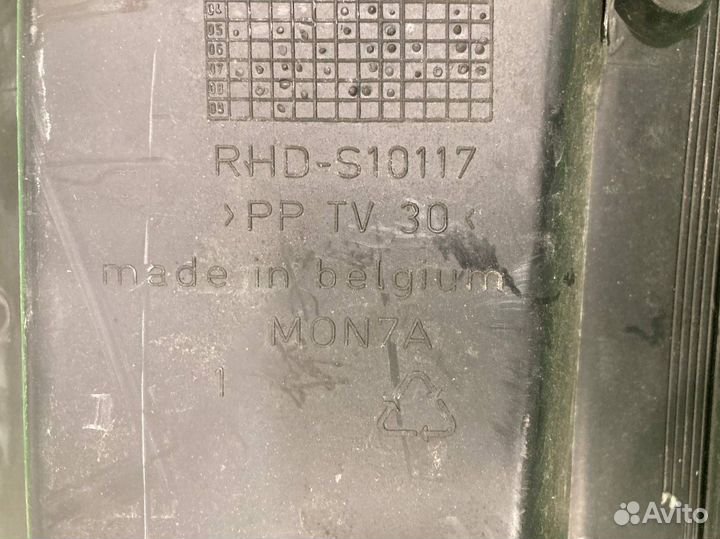 04
05
06
07
08
09
RHD-S10117
>PP TV 30<
made in belgium
MON7A
1
Avito